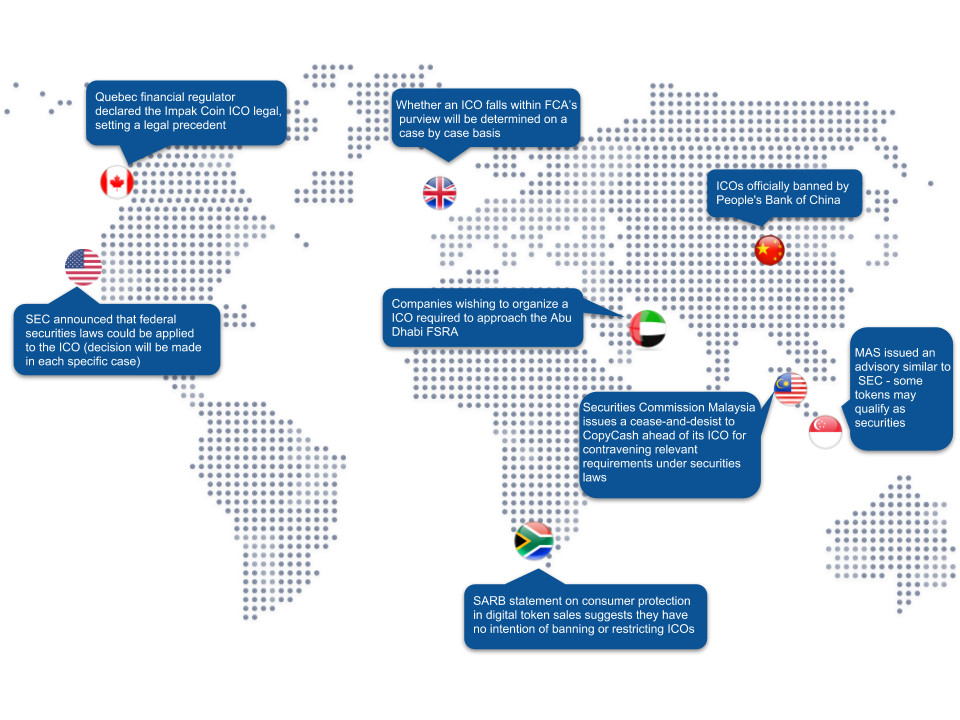 Quebec financial regulator
declared the Impak Coin ICO legal,
setting a legal precedent
Whether an ICO falls within FCA's
purview will be determined on a
case by case basis
ICOs officially banned by
People's Bank of China
SEC announced that federal
securities laws could be applied
to the ICO (decision will be made
in each specific case)
Companies wishing to organize a
ICO required to approach the Abu
Dhabi FSRA
MAS issued an
advisory similar to
SEC - some
tokens may
qualify as
securities
Securities Commission Malaysia
issues a cease-and-desist to
CopyCash ahead of its ICO for
contravening relevant
requirements under securities
laws
SARB statement on consumer protection
in digital token sales suggests they have
no intention of banning or restricting ICOs